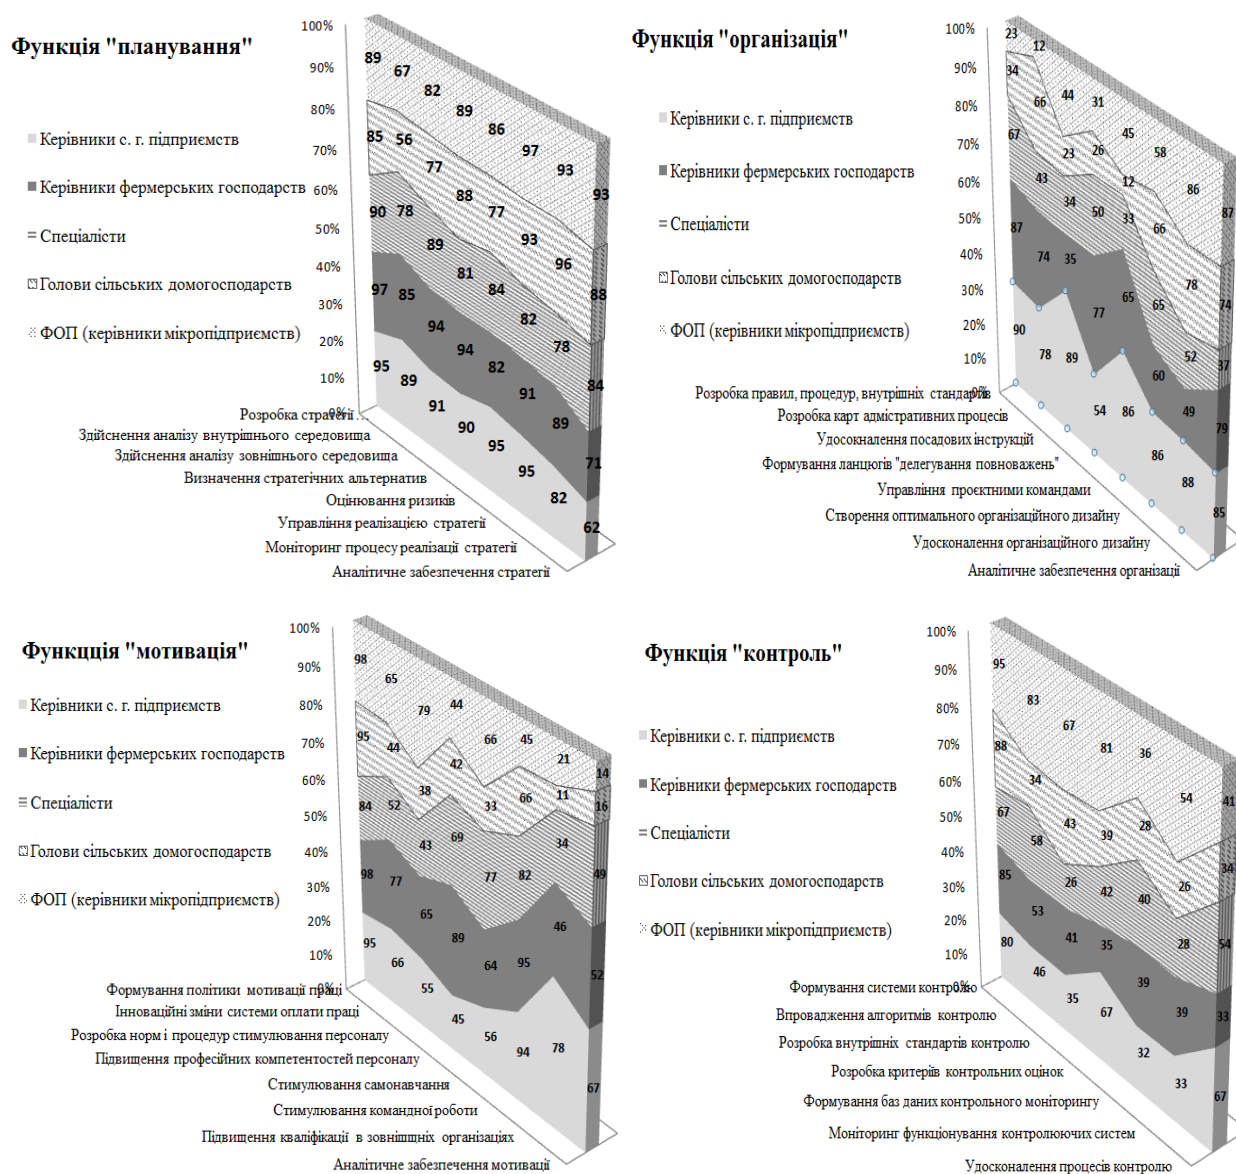 Функція "планування"
100%
90%
80%
70%
60%
50%
40%
30%
20%
10%
0%
Керівники с. г. підприємств
Керівники фермерських господарств
Спеціалісти
Голови сільських домогосподарств
ФОП (керівники мікропідприємств)
89 67 82 89 86 97 93 93
85 56 77 88 77 93 96 88
90 78 89 81 84 82 78 84
97 85 94 94 82 91 89 71
95 89 91 90 95 95 82 62
Розробка стратегії ...
Здійснення аналізу внутрішнього середовища
Здійснення аналізу зовнішнього середовища
Визначення стратегічних альтернатив
Оцінювання ризиків
Управління реалізацією стратегії
Моніторинг процесу реалізації стратегії
Аналітичне забезпечення стратегії
Функція "організація"
100%
90%
80%
70%
60%
50%
40%
30%
20%
10%
0%
Керівники с. г. підприємств
Керівники фермерських господарств
Спеціалісти
Голови сільських домогосподарств
ФОП (керівники мікропідприємств)
23 12 44 31 45 58 86 87
34 66 23 26 12 66 78 74
67 43 34 50 33 65 52 37
87 74 35 77 65 60 49 79
90 78 89 54 86 86 88 85
Розробка правил, процедур, внутрішніх стандартів
Розробка карт адмістративних процесів
Удосокналення посадових інструкцій
Формування ланцюгів "делегування повноважень"
Управління проєктними командами
Створення оптимального організаційного дизайну
Удосконалення організаційного дизайну
Аналітичне забезпечення організації
Функкція "мотивація"
100%
90%
80%
70%
60%
50%
40%
30%
20%
10%
0%
Керівники с. г. підприємств
Керівники фермерських господарств
Спеціалісти
Голови сільських домогосподарств
ФОП (керівники мікропідприємств)
98 65 79 44 66 45 21 14
95 44 38 42 33 66 11 16
84 52 43 69 77 82 34 49
98 77 65 89 64 95 46 52
95 66 55 45 56 94 78 67
Формування політики мотивації праці
Інноваційні зміни системи оплати праці
Розробка норм і процедур стимулювання персоналу
Підвищення професійних компетентостей персоналу
Стимулювання самонавчання
Стимулювання командної роботи
Підвищення кваліфікації в зовнішніх організаціях
Аналітичне забезпечення мотивації
Функція "контроль"
100%
90%
80%
70%
60%
50%
40%
30%
20%
10%
0%
Керівники с. г. підприємств
Керівники фермерських господарств
Спеціалісти
Голови сільських домогосподарств
ФОП (керівники мікропідприємств)
95 83 67 81 36 54 41
88 34 43 39 28 26 34
67 58 26 42 40 28 54
85 53 41 35 39 39 33
80 46 35 67 32 33 67
Формування системи контролю
Впровадження алгоритмів контролю
Розробка внутрішніх стандартів контролю
Розробка критеріїв контрольних оцінок
Формування баз даних контрольного моніторингу
Моніторинг функціонування контролюючих систем
Удосконалення процесів контролю